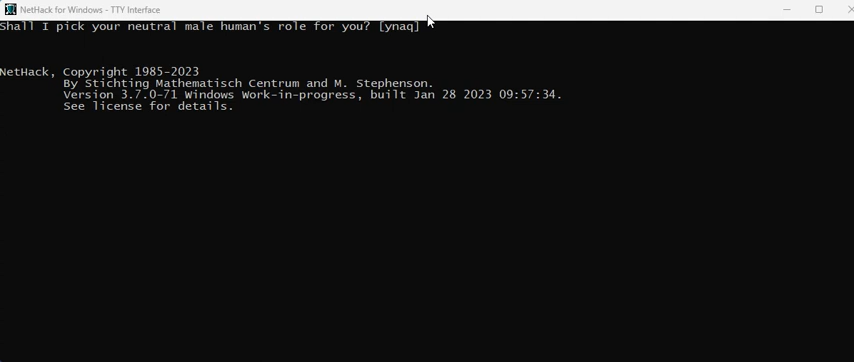 NetHack for Windows - TTY Interface
Shall I pick your neutral male human's role for you? [ynaq]
NetHack, Copyright 1985-2023
By Stichting Mathematisch Centrum and M. Stephenson.
Version 3.7.0-71 Windows Work-in-progress, built Jan 28 2023 09:57:34.
See license for details.